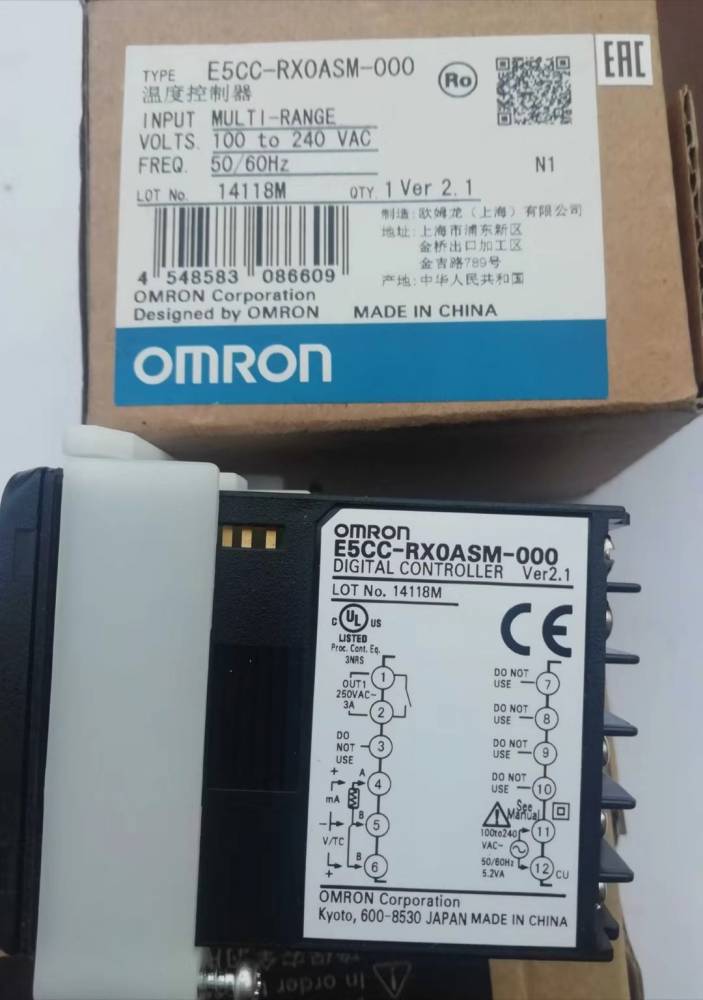 TYPE E5CC-RX0ASM-000
温度控制器
INPUT MULTI-RANGE
VOLTS. 100 to 240 VAC
FREQ. 50/60Hz
LOT No. 14118M QTY. 1 Ver 2.1
Ro
EAC
N1
制造:欧姆龙(上海)有限公司
地址:上海市浦东新区
金桥出口加工区
金吉路789号
产地:中华人民共和国
4 548583 086609
OMRON Corporation
Designed by OMRON MADE IN CHINA
OMRON
OMRON
E5CC-RX0ASM-000
DIGITAL CONTROLLER Ver2.1
LOT No. 14118M
C UL US
LISTED
Proc. Cont. Eq.
3NRS
CE
OUT1
250VAC~
3A
1
2
DO
NOT
USE
3
+
mA
A
4
-
B
5
V/TC
B
+
6
DO NOT
USE
7
DO NOT
USE
8
DO NOT
USE
9
DO NOT
USE
10
See
Manual
100to240
VAC~
11
50/60Hz
5.2VA
12
CU
OMRON Corporation
Kyoto, 600-8530 JAPAN MADE IN CHINA
In order